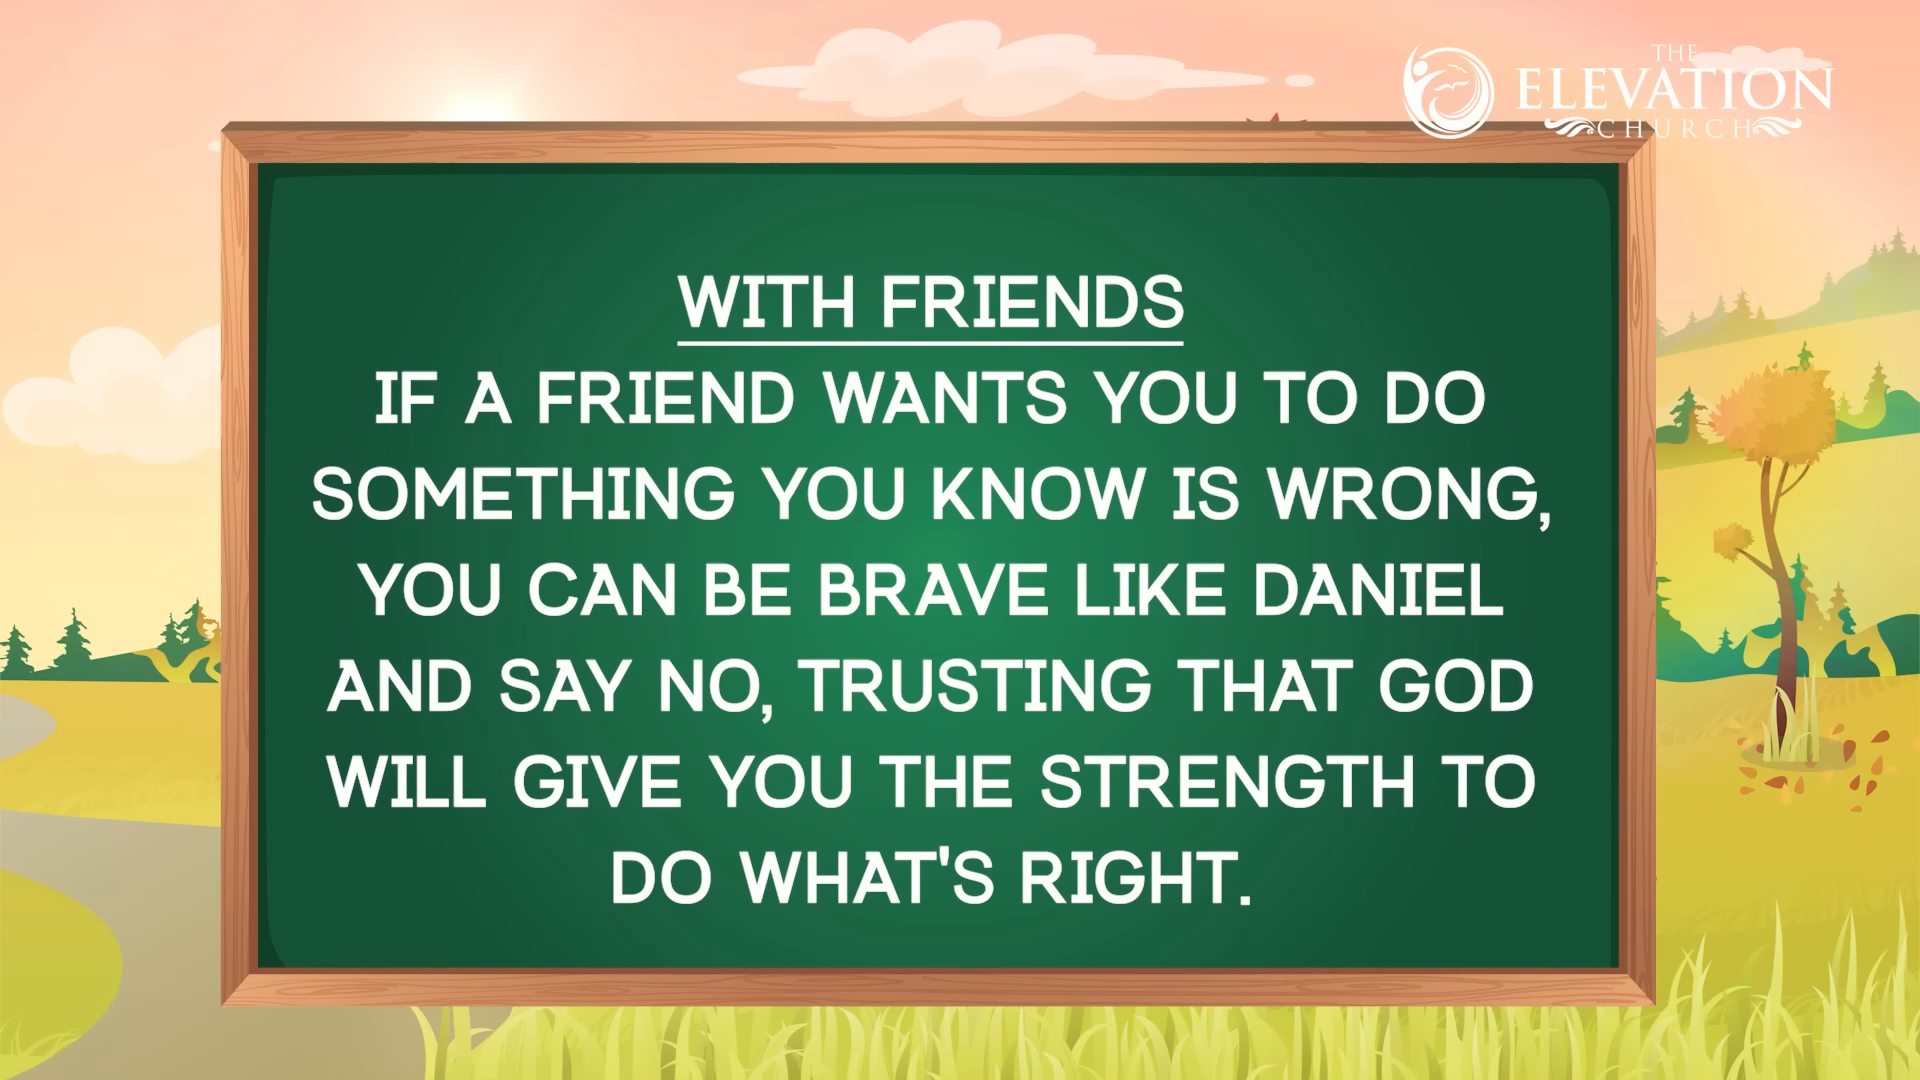 THE
ELEVATION
CHURCH
WITH FRIENDS
IF A FRIEND WANTS YOU TO DO
SOMETHING YOU KNOW IS WRONG,
YOU CAN BE BRAVE LIKE DANIEL
AND SAY NO, TRUSTING THAT GOD
WILL GIVE YOU THE STRENGTH TO
DO WHAT'S RIGHT.